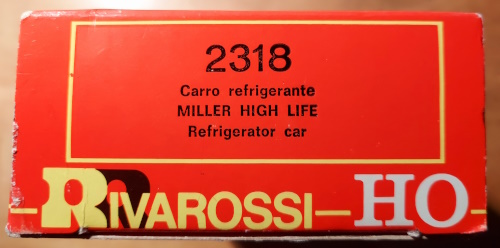 2318
Carro refrigerante
MILLER HIGH LIFE
Refrigerator car
RIVAROSSI–HO